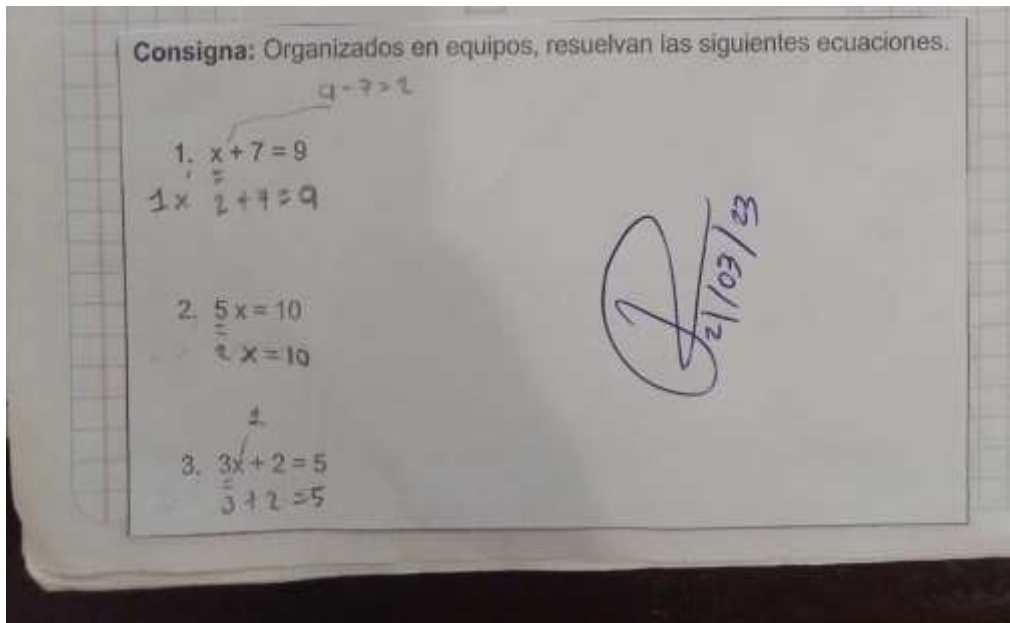 Consigna: Organizados en equipos, resuelvan las siguientes ecuaciones.
9-7=2
1. x + 7 = 9
1x 2+7=9
2. 5 x = 10
2 x = 10
1
3. 3x + 2 = 5
3+2=5
21/03/23